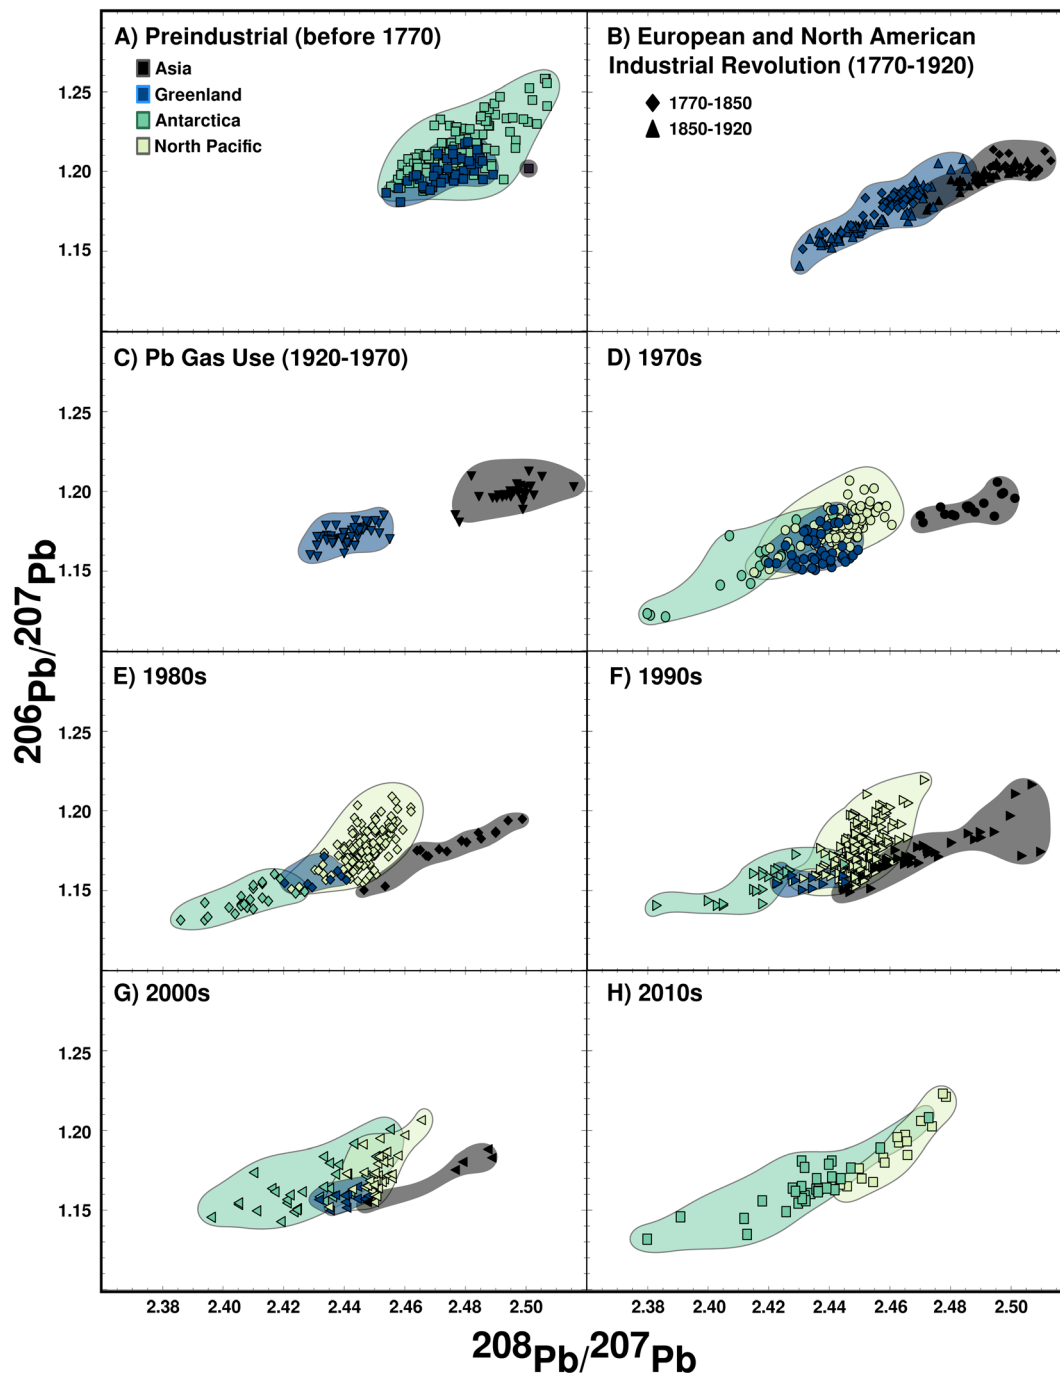 A) Preindustrial (before 1770)
Asia
Greenland
Antarctica
North Pacific
1.25
1.20
1.15
B) European and North American
Industrial Revolution (1770-1920)
1770-1850
1850-1920
C) Pb Gas Use (1920-1970)
1.25
1.20
1.15
D) 1970s
E) 1980s
1.25
1.20
1.15
F) 1990s
G) 2000s
1.25
1.20
1.15
H) 2010s
2.38 2.40 2.42 2.44 2.46 2.48 2.50
2.38 2.40 2.42 2.44 2.46 2.48 2.50
206Pb/207Pb
208Pb/207Pb